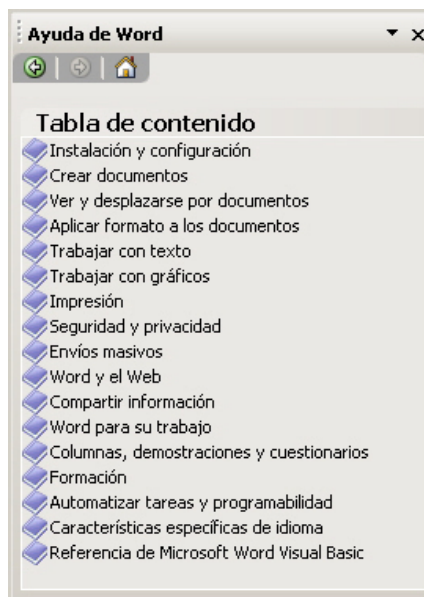 Ayuda de Word
Tabla de contenido
Instalación y configuración
Crear documentos
Ver y desplazarse por documentos
Aplicar formato a los documentos
Trabajar con texto
Trabajar con gráficos
Impresión
Seguridad y privacidad
Envíos masivos
Word y el Web
Compartir información
Word para su trabajo
Columnas, demostraciones y cuestionarios
Formación
Automatizar tareas y programabilidad
Características específicas de idioma
Referencia de Microsoft Word Visual Basic